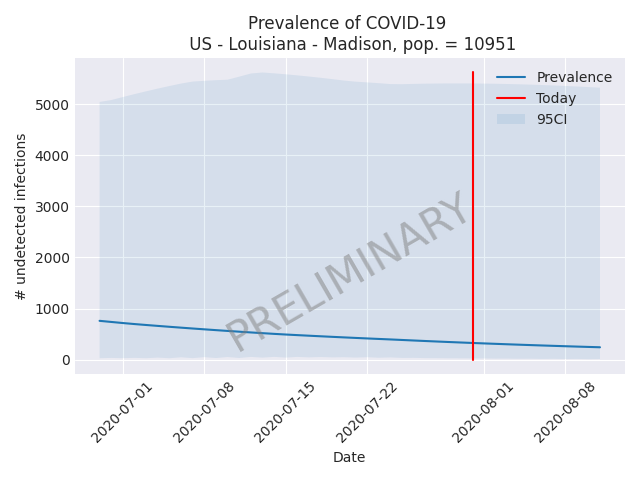 Prevalence of COVID-19
US - Louisiana - Madison, pop. = 10951
Prevalence
Today
95CI
5000
4000
3000
2000
1000
0
# undetected infections
PRELIMINARY
2020-07-01
2020-07-08
2020-07-15
2020-07-22
2020-08-01
2020-08-08
Date